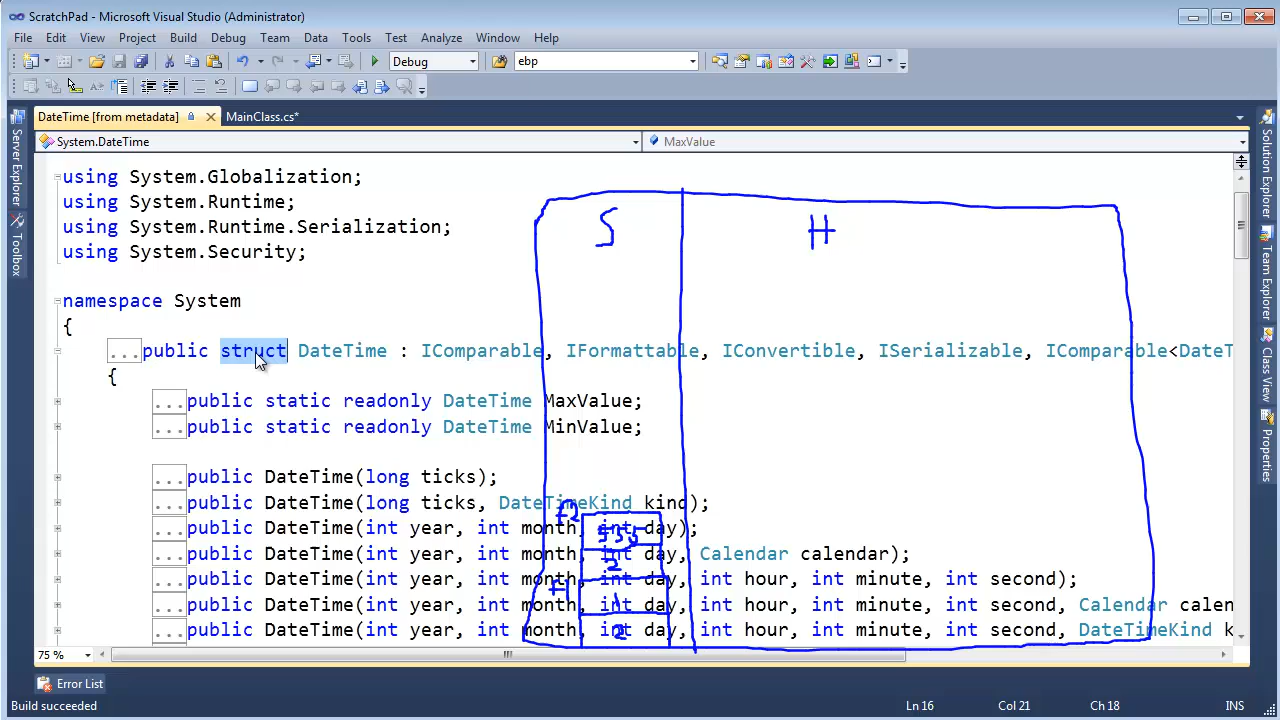 ScratchPad - Microsoft Visual Studio (Administrator)
File Edit View Project Build Debug Team Data Tools Test Analyze Window Help
Debug ebp
DateTime [from metadata] MainClass.cs*
System.DateTime MaxValue
using System.Globalization;
using System.Runtime;
using System.Runtime.Serialization;
using System.Security;
S H
namespace System
{
...public struct DateTime : IComparable, IFormattable, IConvertible, ISerializable, IComparable<DateT
{
...public static readonly DateTime MaxValue;
...public static readonly DateTime MinValue;
...public DateTime(long ticks);
...public DateTime(long ticks, DateTimeKind kind);
...public DateTime(int year, int month, int day);
...public DateTime(int year, int month, int day, Calendar calendar);
...public DateTime(int year, int month, int day, int hour, int minute, int second);
...public DateTime(int year, int month, int day, int hour, int minute, int second, Calendar calen
...public DateTime(int year, int month, int day, int hour, int minute, int second, DateTimeKind k
F2
2
F1 1
2
75 %
Error List
Build succeeded Ln 16 Col 21 Ch 18 INS
Server Explorer
Toolbox
Solution Explorer
Team Explorer
Class View
Properties